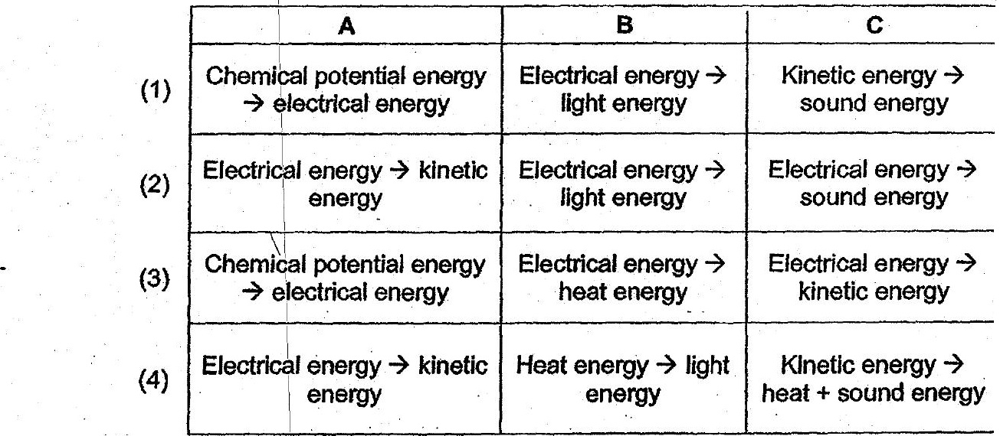 A B C
(1) Chemical potential energy → electrical energy Electrical energy → light energy Kinetic energy → sound energy
(2) Electrical energy → kinetic energy Electrical energy → light energy Electrical energy → sound energy
(3) Chemical potential energy → electrical energy Electrical energy → heat energy Electrical energy → kinetic energy
(4) Electrical energy → kinetic energy Heat energy → light energy Kinetic energy → heat + sound energy